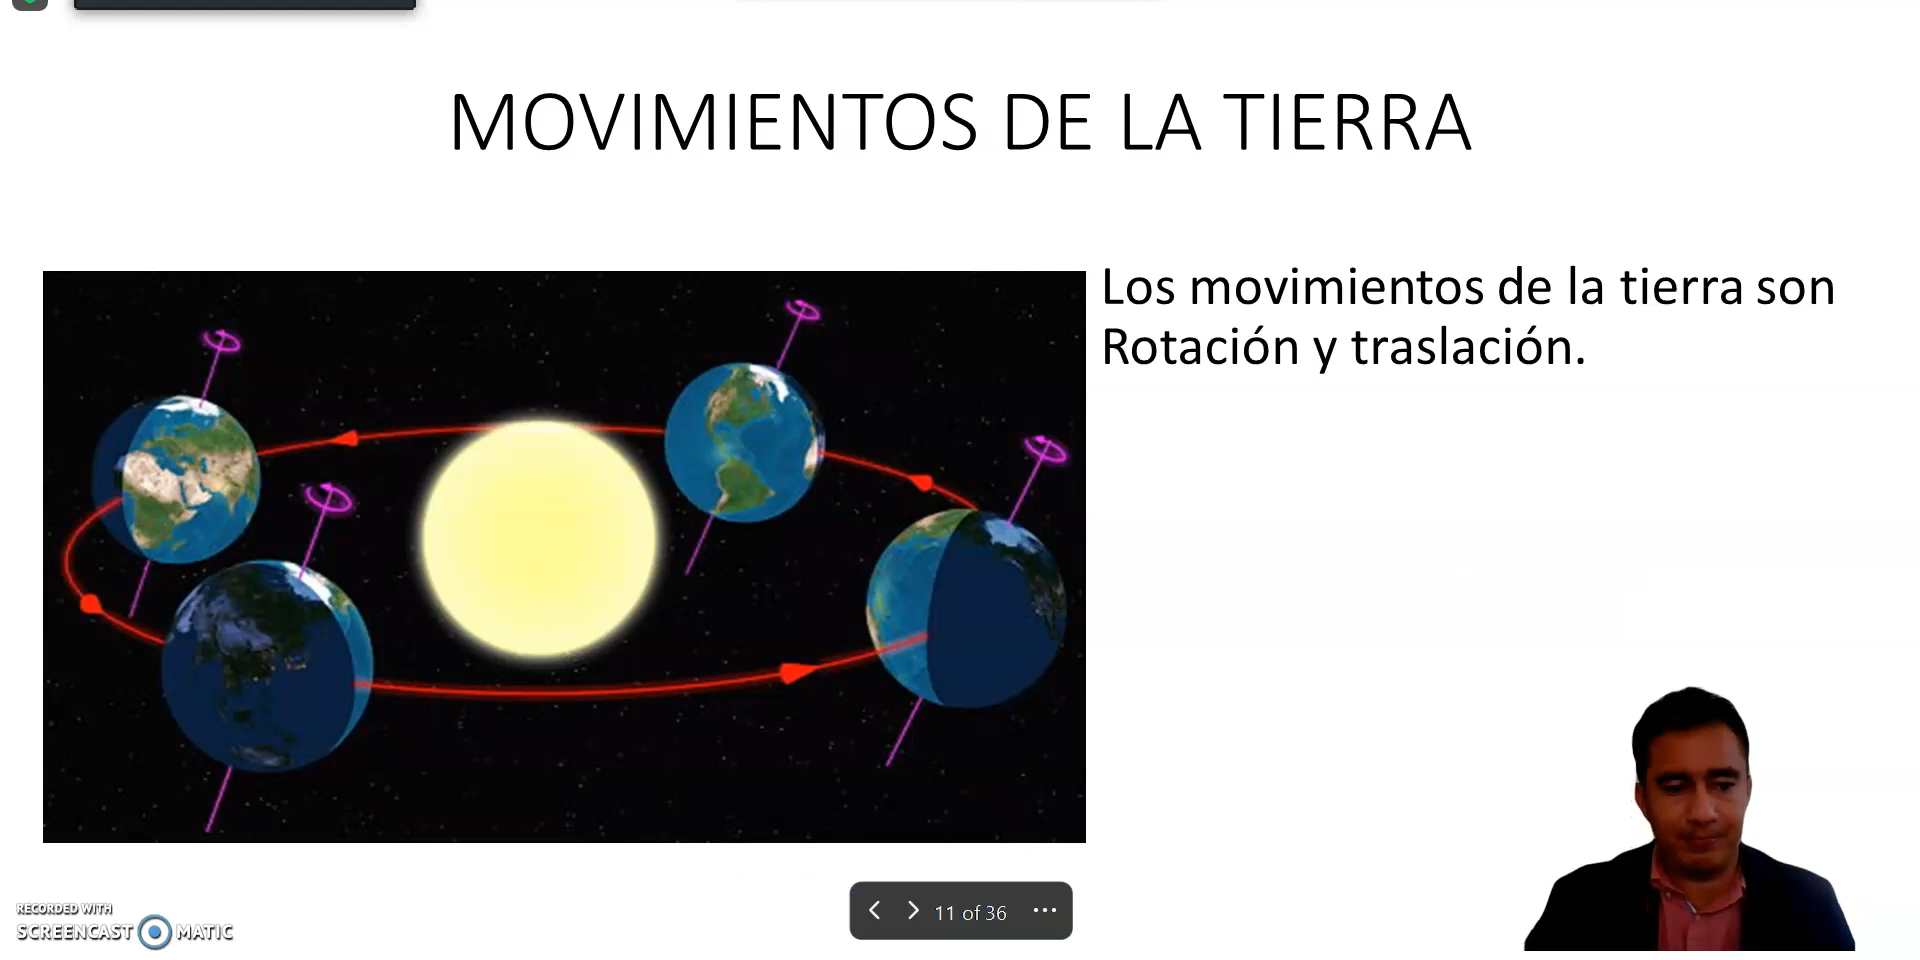 MOVIMIENTOS DE LA TIERRA
Los movimientos de la tierra son
Rotación y traslación.
RECORDED WITH
SCREENCAST MATIC
11 of 36